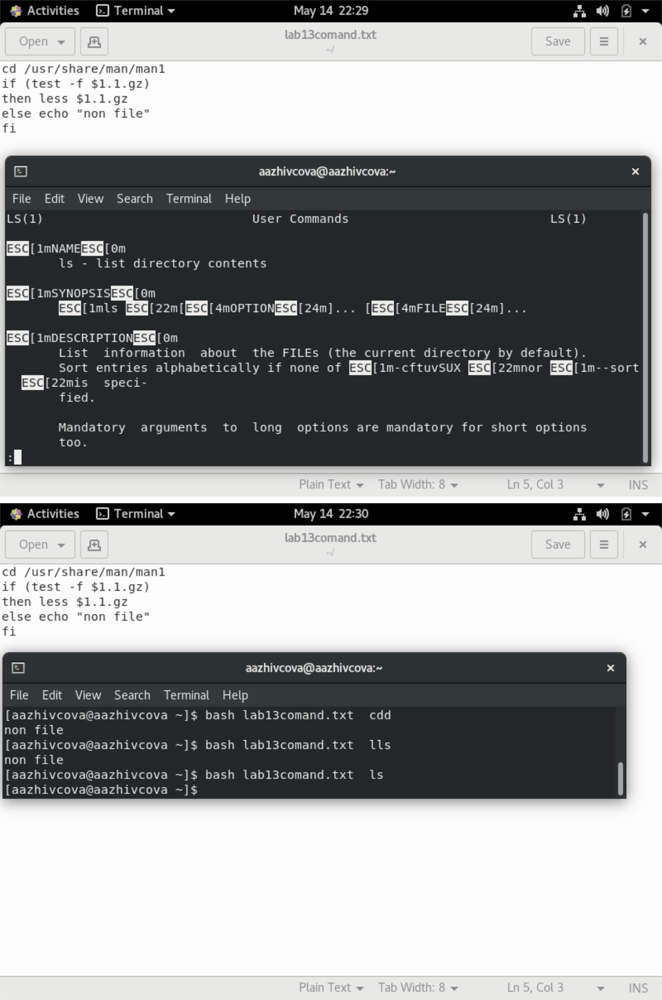 Activities Terminal May 14 22:29
Open lab13comand.txt Save
~/
cd /usr/share/man/man1
if (test -f $1.1.gz)
then less $1.1.gz
else echo "non file"
fi
aazhivcova@aazhivcova:~
File Edit View Search Terminal Help
LS(1) User Commands LS(1)
ESC[1mNAMEESC[0m
ls - list directory contents
ESC[1mSYNOPSISESC[0m
ESC[1mls ESC[22m[ESC[4mOPTIONESC[24m]... [ESC[4mFILEESC[24m]...
ESC[1mDESCRIPTIONESC[0m
List information about the FILEs (the current directory by default).
Sort entries alphabetically if none of ESC[1m-cftuvSUX ESC[22mnor ESC[1m--sort
ESC[22mis speci-
fied.
Mandatory arguments to long options are mandatory for short options
too.
:
Plain Text Tab Width: 8 Ln 5, Col 3 INS
Activities Terminal May 14 22:30
Open lab13comand.txt Save
~/
cd /usr/share/man/man1
if (test -f $1.1.gz)
then less $1.1.gz
else echo "non file"
fi
aazhivcova@aazhivcova:~
File Edit View Search Terminal Help
[aazhivcova@aazhivcova ~]$ bash lab13comand.txt  cdd
non file
[aazhivcova@aazhivcova ~]$ bash lab13comand.txt  lls
non file
[aazhivcova@aazhivcova ~]$ bash lab13comand.txt  ls
[aazhivcova@aazhivcova ~]$
Plain Text Tab Width: 8 Ln 5, Col 3 INS